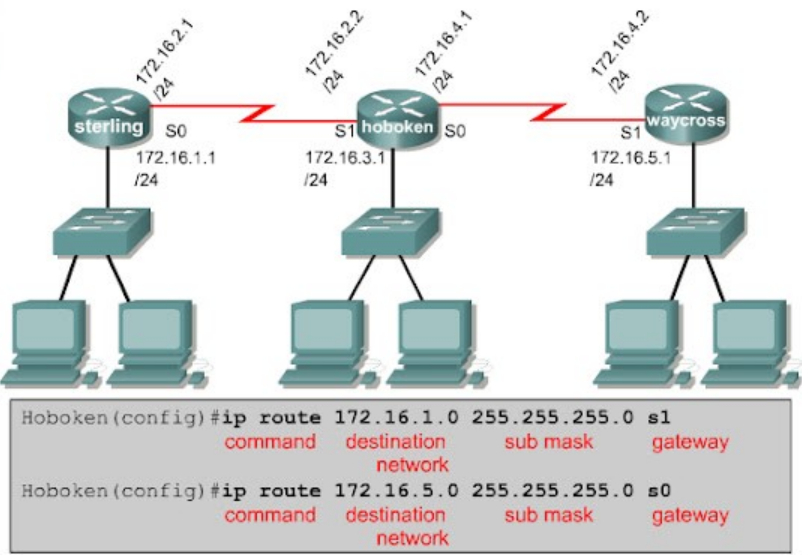 172.16.2.1
/24
172.16.2.2
/24
172.16.4.1
/24
172.16.4.2
/24
sterling
S0
S1
hoboken
S0
S1
waycross
172.16.1.1
/24
172.16.3.1
/24
172.16.5.1
/24
Hoboken(config)#ip route 172.16.1.0 255.255.255.0 s1
command destination sub mask gateway
network
Hoboken(config)#ip route 172.16.5.0 255.255.255.0 s0
command destination sub mask gateway
network